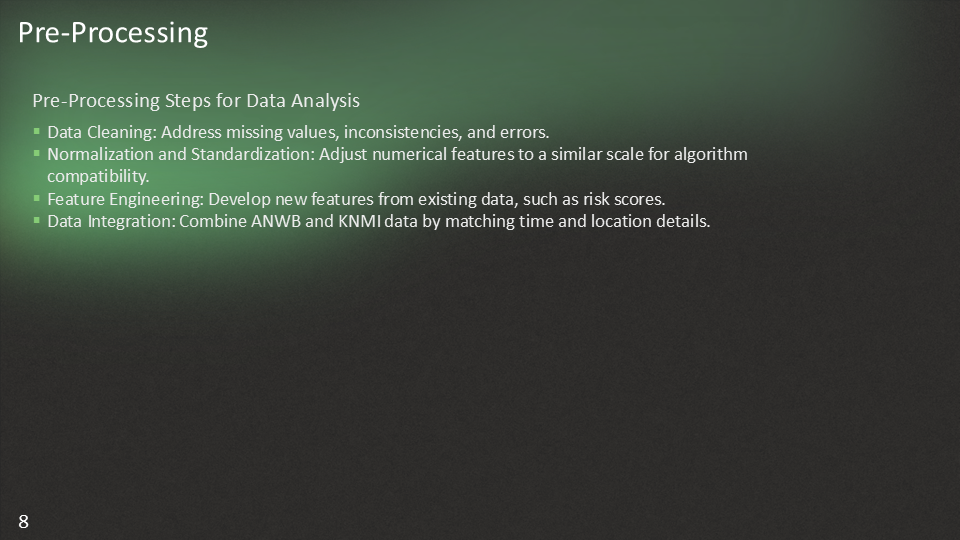 Pre-Processing
Pre-Processing Steps for Data Analysis
▪ Data Cleaning: Address missing values, inconsistencies, and errors.
▪ Normalization and Standardization: Adjust numerical features to a similar scale for algorithm
compatibility.
▪ Feature Engineering: Develop new features from existing data, such as risk scores.
▪ Data Integration: Combine ANWB and KNMI data by matching time and location details.
8